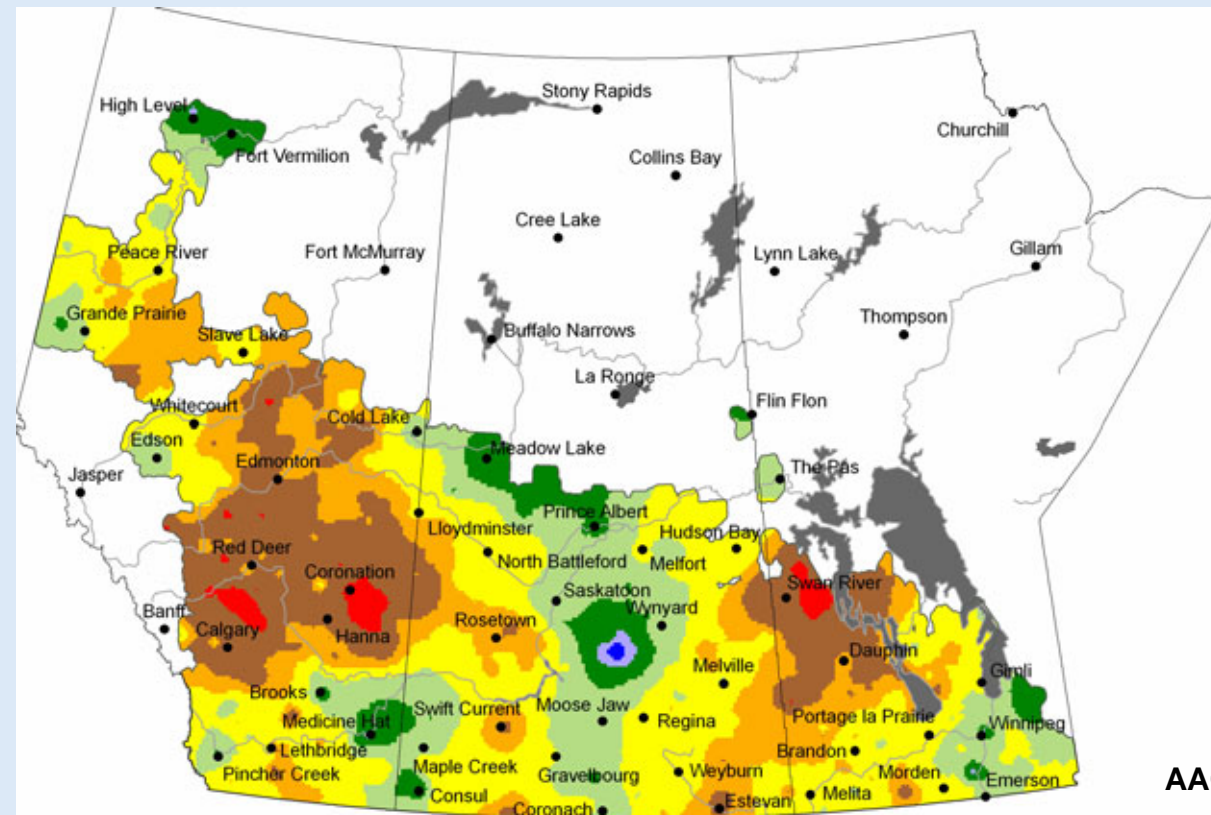 Stony Rapids
High Level
Churchill
Fort Vermilion
Collins Bay
Cree Lake
Peace River
Fort McMurray
Lynn Lake
Gillam
Grande Prairie
Slave Lake
Buffalo Narrows
Thompson
La Ronge
Whitecourt
Cold Lake
Flin Flon
Edson
Meadow Lake
Jasper
Edmonton
The Pas
Lloydminster
Prince Albert
Hudson Bay
North Battleford
Melfort
Red Deer
Coronation
Saskatoon
Swan River
Banff
Wynyard
Calgary
Hanna
Rosetown
Dauphin
Brooks
Melville
Gimli
Medicine Hat
Swift Current
Moose Jaw
Regina
Portage la Prairie
Winnipeg
Lethbridge
Brandon
Pincher Creek
Maple Creek
Gravelbourg
Weyburn
Morden
Emerson
Consul
Melita
Coronach
Estevan